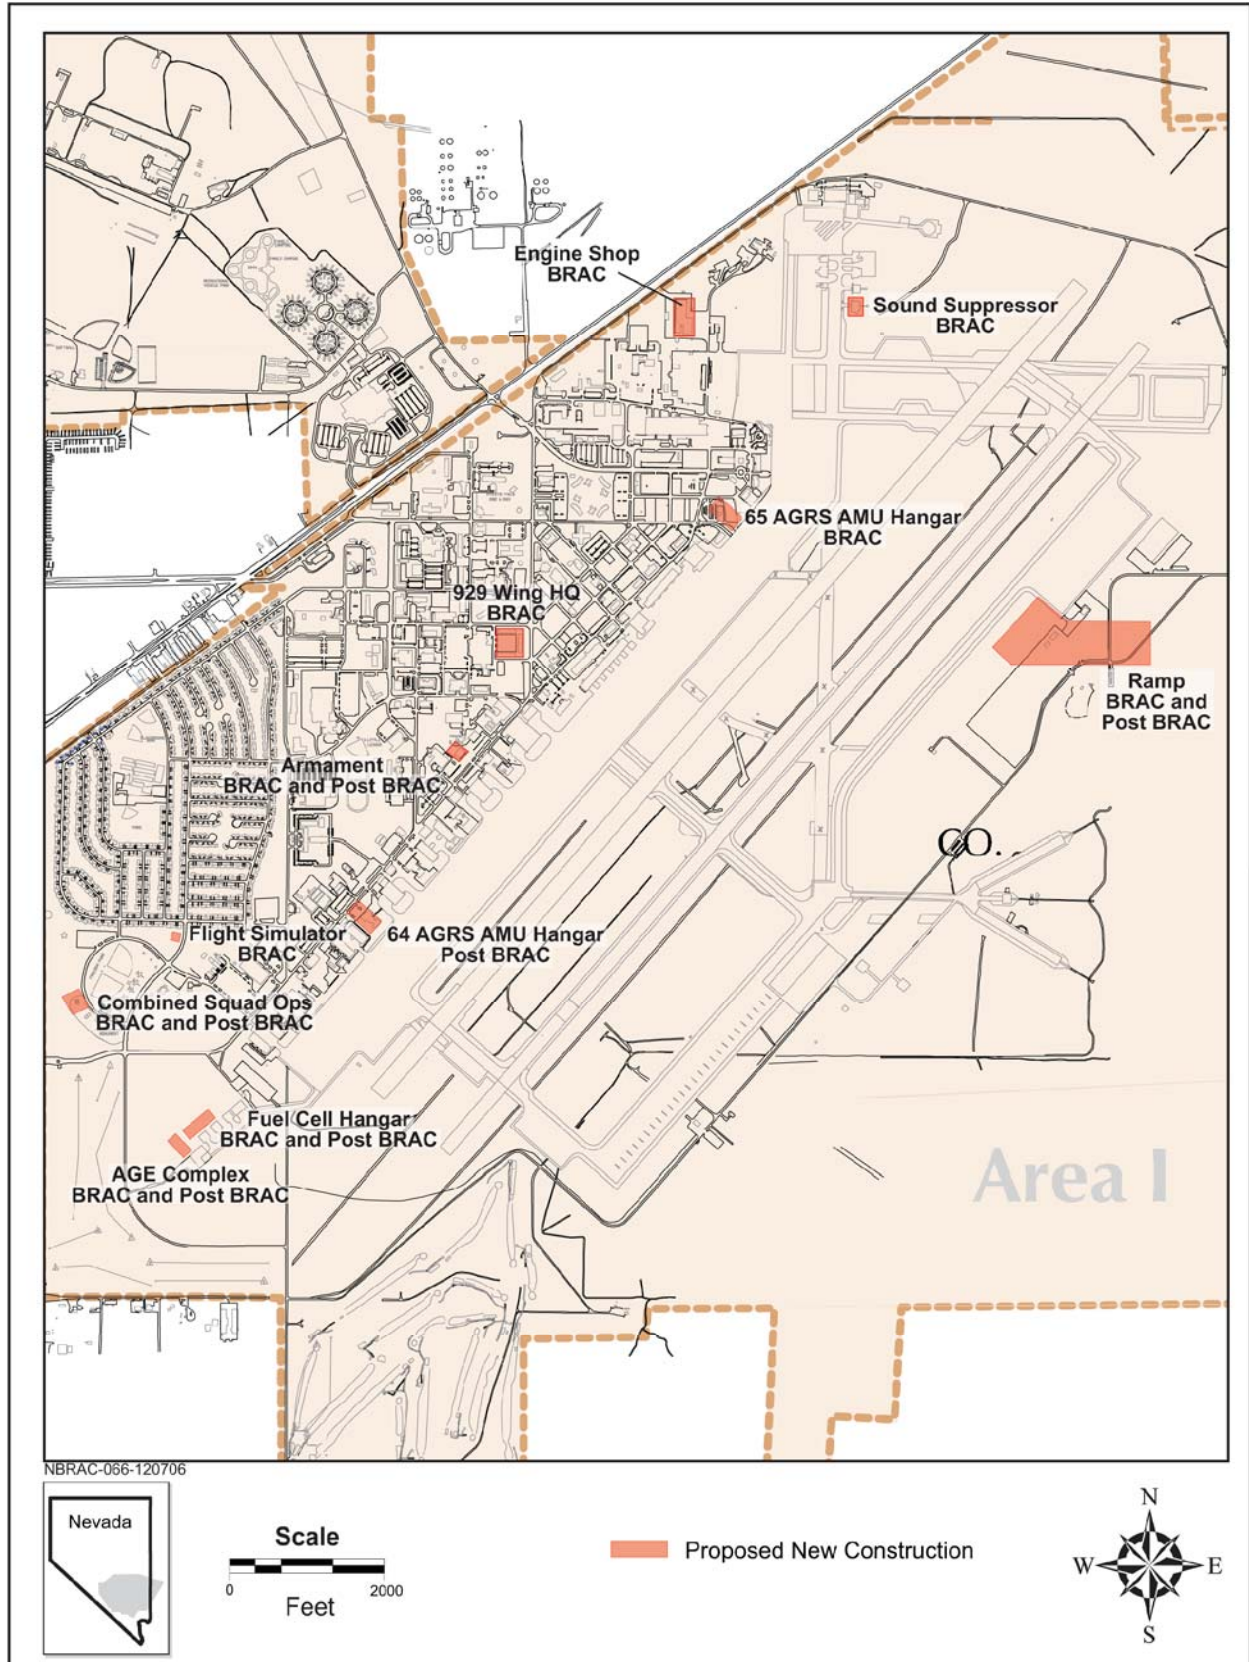 Engine Shop
BRAC
Sound Suppressor
BRAC
65 AGRS AMU Hangar
BRAC
929 Wing HQ
BRAC
Ramp
BRAC and
Post BRAC
Armament
BRAC and Post BRAC
CO.
Flight Simulator
BRAC
64 AGRS AMU Hangar
Post BRAC
Combined Squad Ops
BRAC and Post BRAC
Fuel Cell Hangar
BRAC and Post BRAC
AGE Complex
BRAC and Post BRAC
Area I
NBRAC-066-120706
Nevada
Scale
0
2000
Feet
Proposed New Construction
N
W
E
S